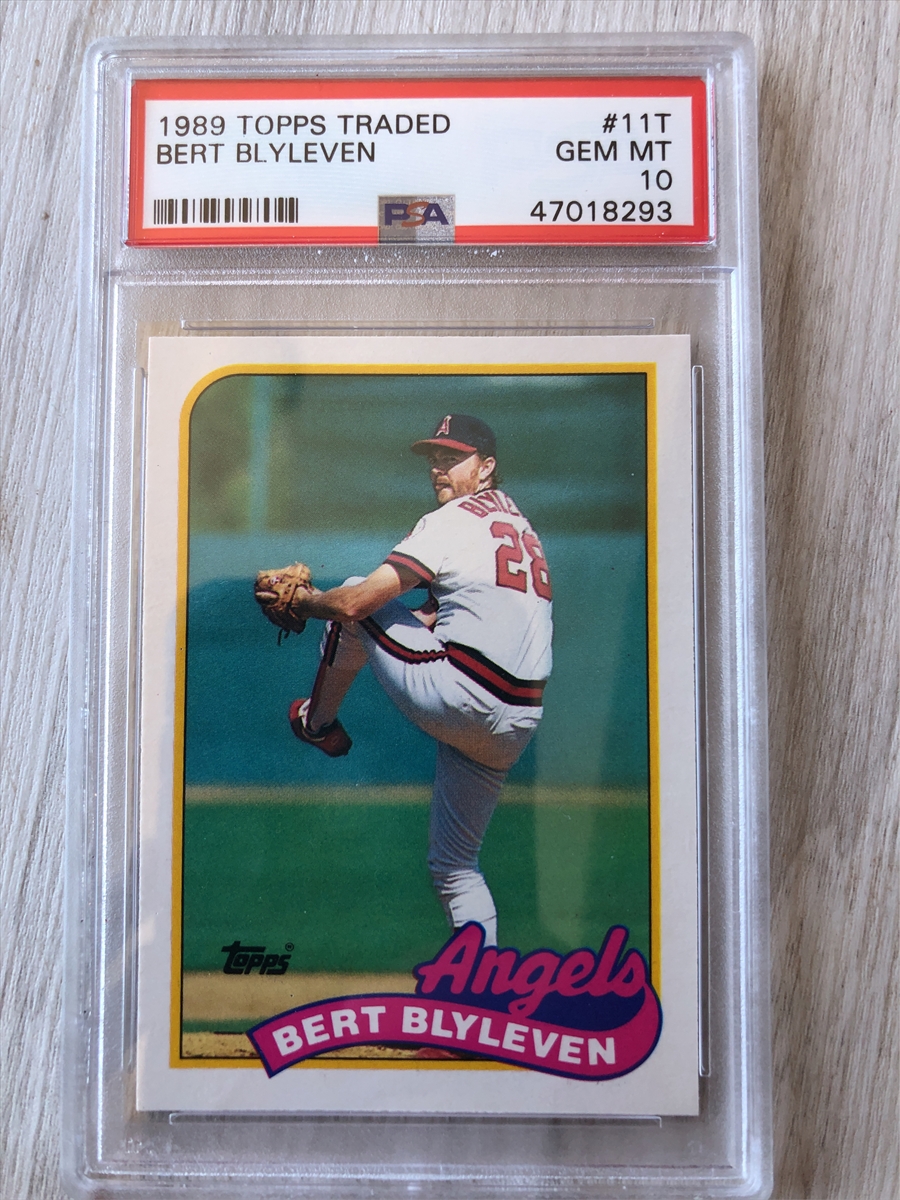 1989 TOPPS TRADED #11T
BERT BLYLEVEN GEM MT
10
PSA 47018293
A
28
Topps®
Angels
BERT BLYLEVEN